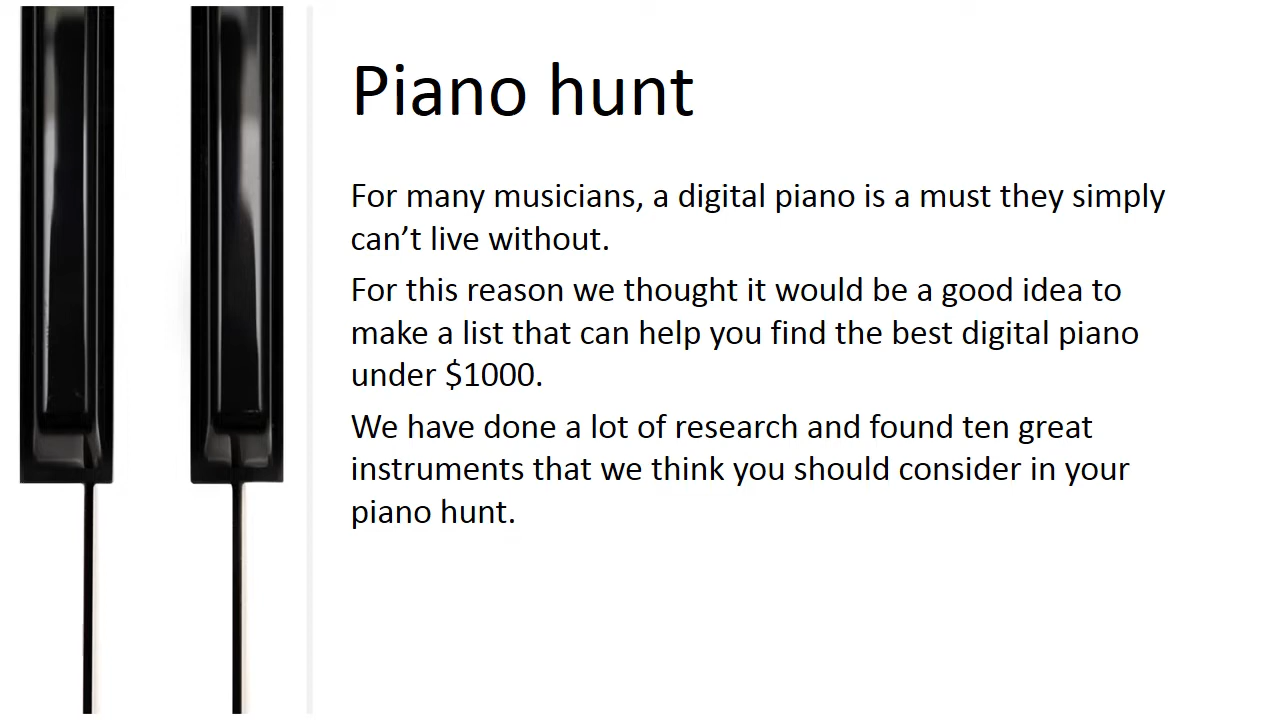 Piano hunt
For many musicians, a digital piano is a must they simply
can’t live without.
For this reason we thought it would be a good idea to
make a list that can help you find the best digital piano
under $1000.
We have done a lot of research and found ten great
instruments that we think you should consider in your
piano hunt.